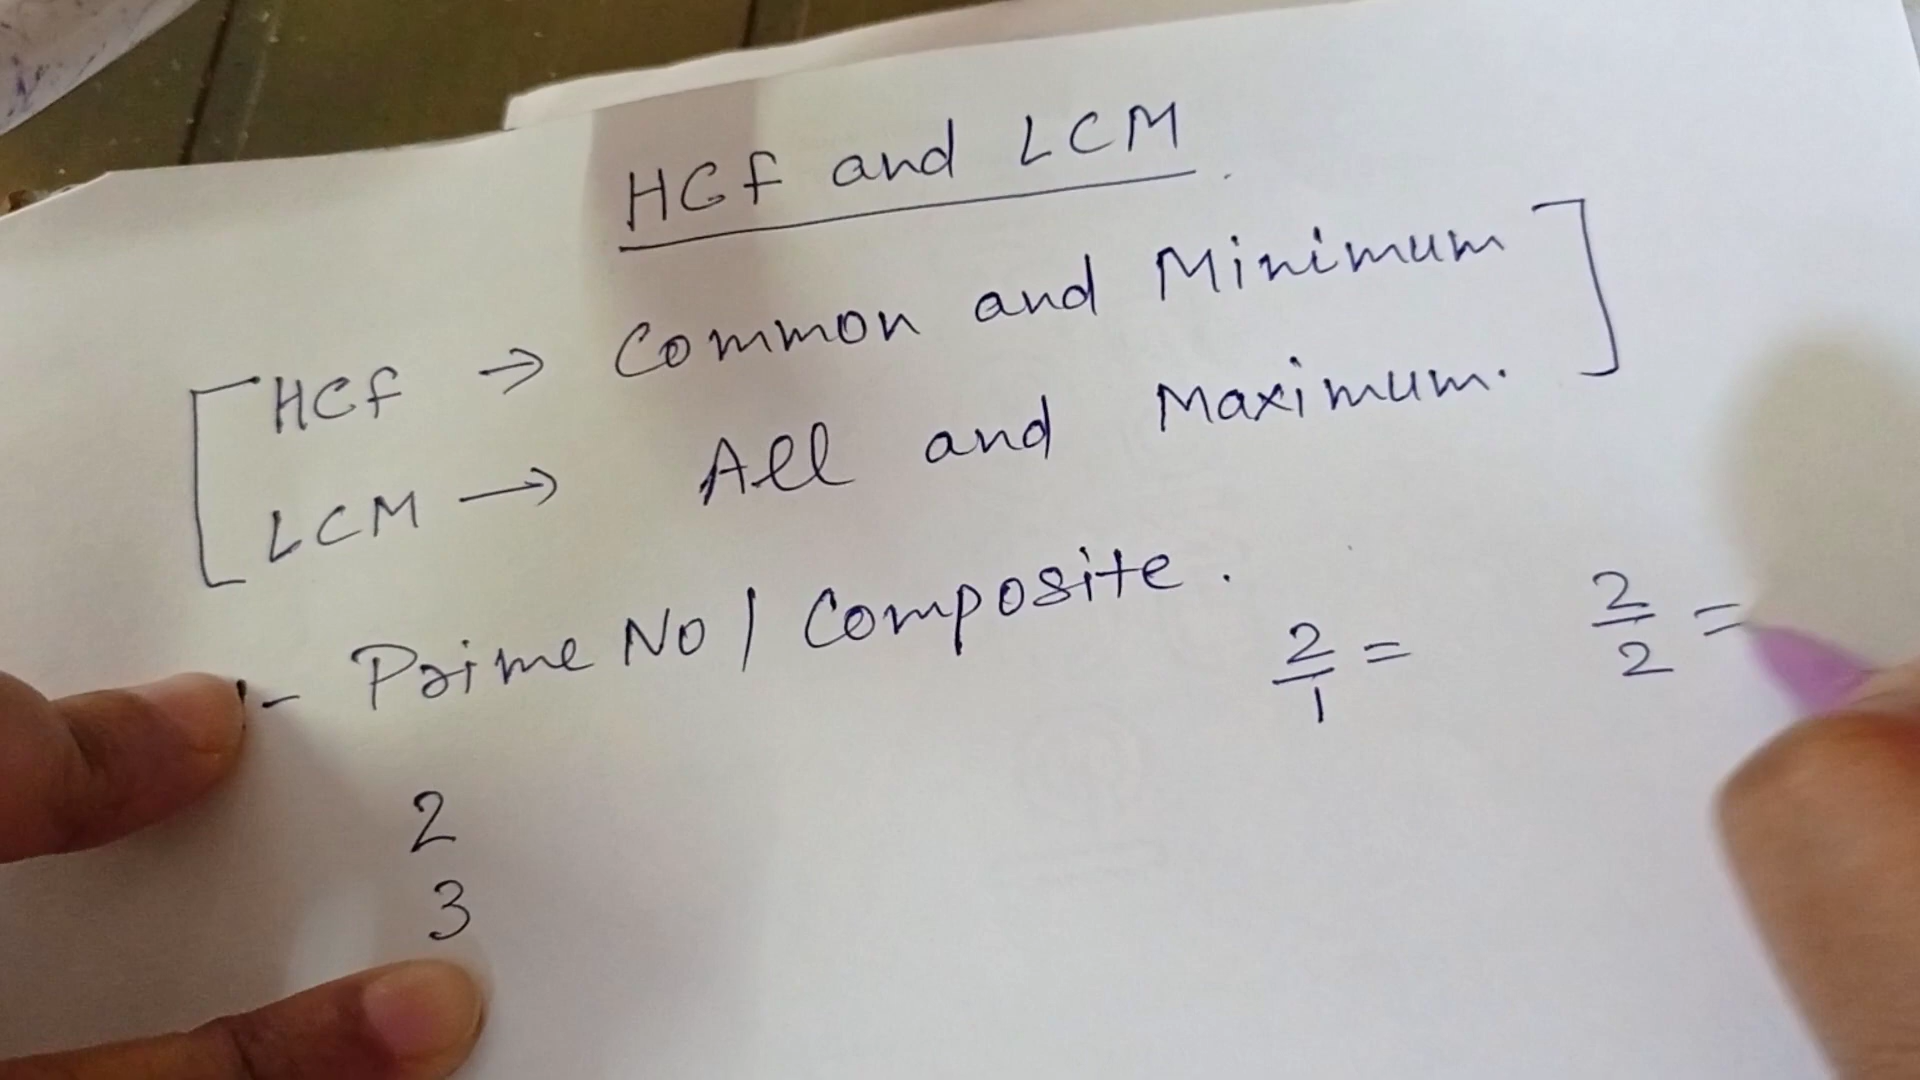 HCF and LCM
HCF → Common and Minimum
LCM → All and Maximum.
:- Prime No / Composite.
2/1 = 2/2 =
2
3